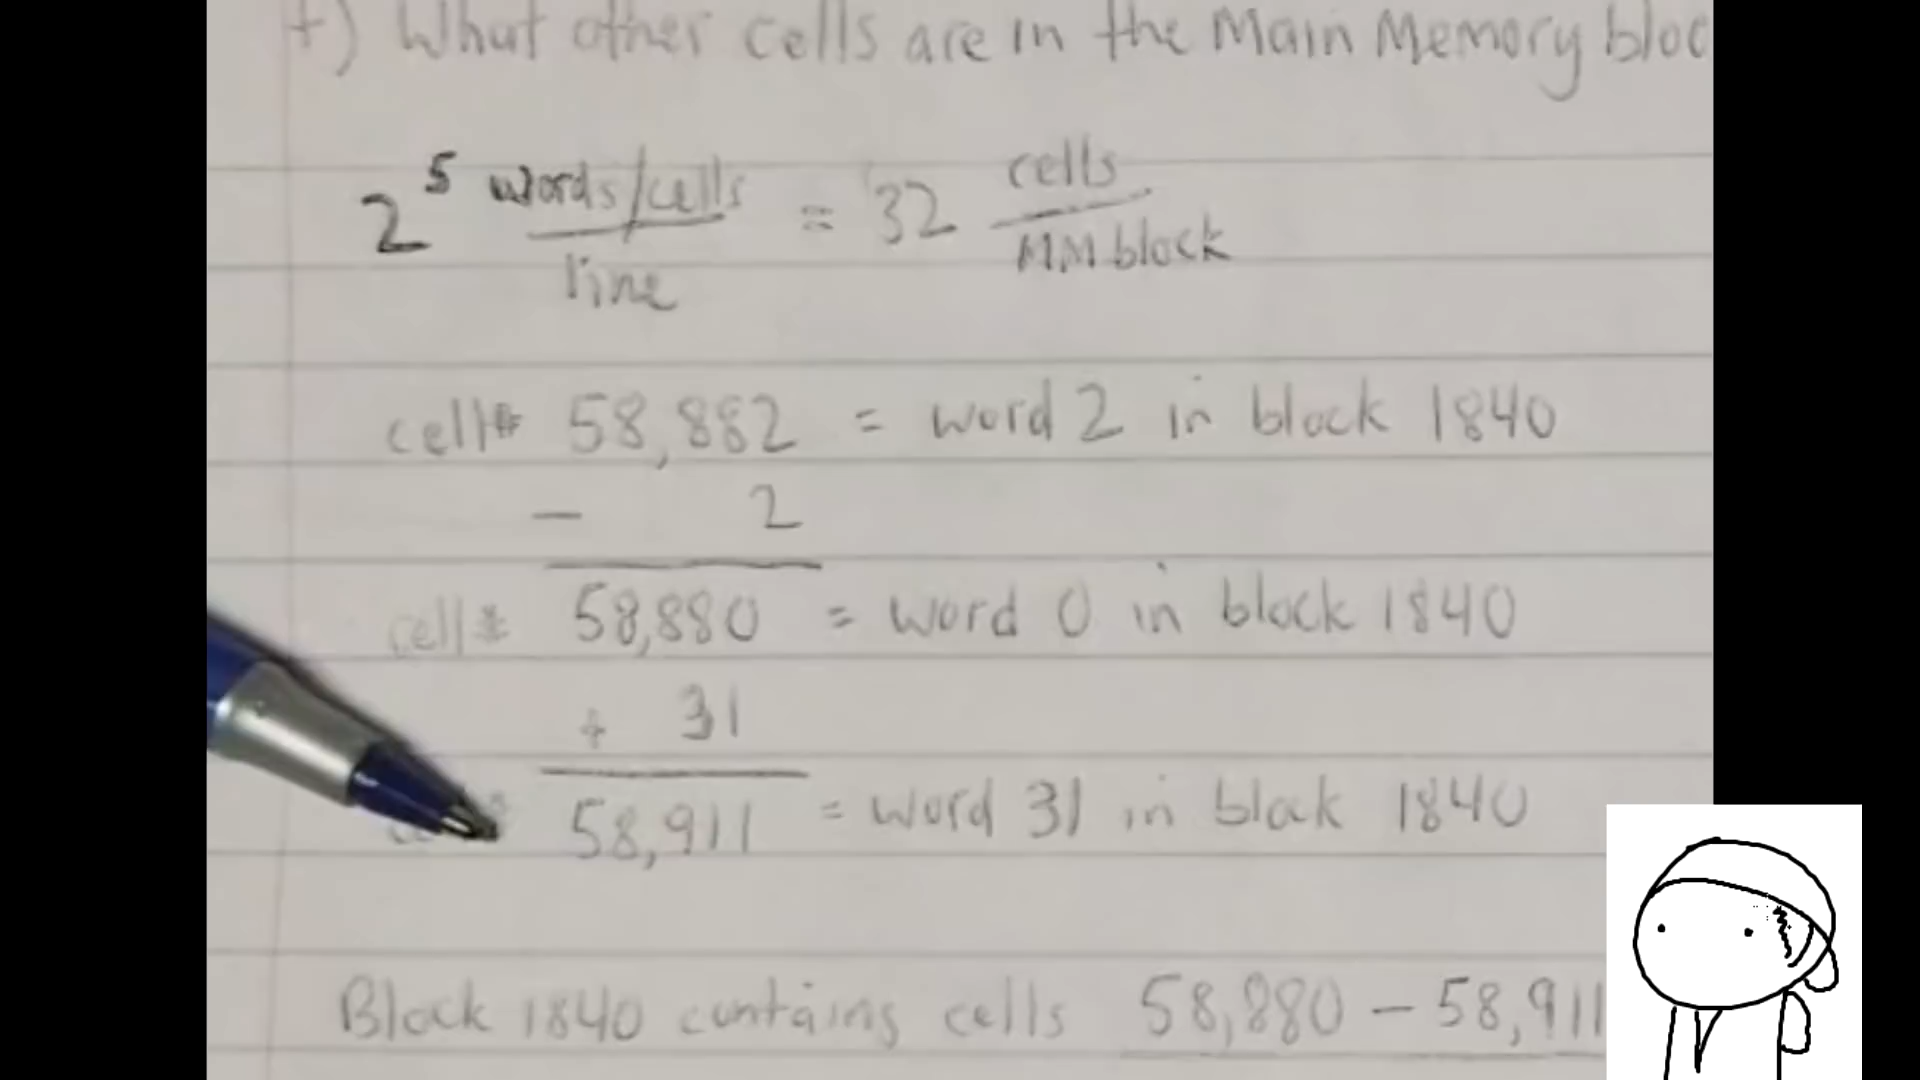 f) What other cells are in the Main Memory bloc
2^5 words/cells / line = 32 cells / MM block
cell# 58,882 = word 2 in block 1840
- 2
cell# 58,880 = word 0 in block 1840
+ 31
58,911 = word 31 in block 1840
Block 1840 contains cells 58,880 - 58,911